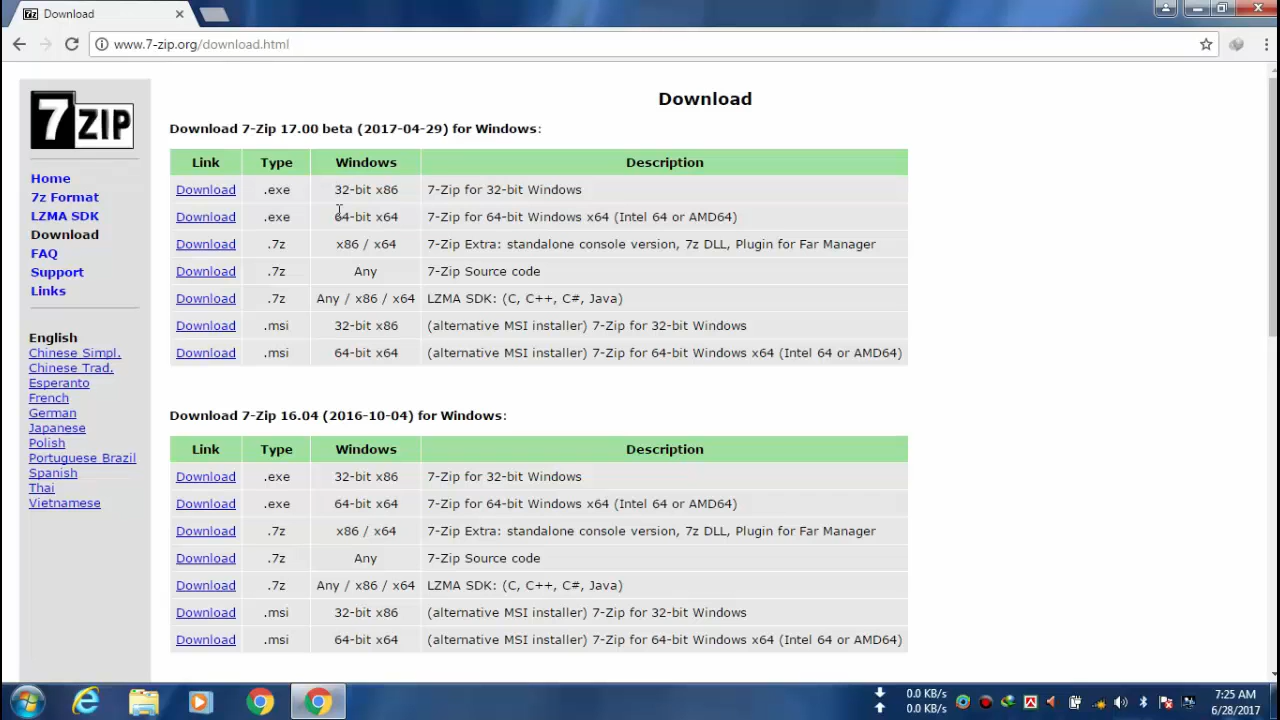 Download
www.7-zip.org/download.html
7 ZIP
Home
7z Format
LZMA SDK
Download
FAQ
Support
Links
English
Chinese Simpl.
Chinese Trad.
Esperanto
French
German
Japanese
Polish
Portuguese Brazil
Spanish
Thai
Vietnamese
Download
Download 7-Zip 17.00 beta (2017-04-29) for Windows:
Link Type Windows Description
Download .exe 32-bit x86 7-Zip for 32-bit Windows
Download .exe 64-bit x64 7-Zip for 64-bit Windows x64 (Intel 64 or AMD64)
Download .7z x86 / x64 7-Zip Extra: standalone console version, 7z DLL, Plugin for Far Manager
Download .7z Any 7-Zip Source code
Download .7z Any / x86 / x64 LZMA SDK: (C, C++, C#, Java)
Download .msi 32-bit x86 (alternative MSI installer) 7-Zip for 32-bit Windows
Download .msi 64-bit x64 (alternative MSI installer) 7-Zip for 64-bit Windows x64 (Intel 64 or AMD64)
Download 7-Zip 16.04 (2016-10-04) for Windows:
Link Type Windows Description
Download .exe 32-bit x86 7-Zip for 32-bit Windows
Download .exe 64-bit x64 7-Zip for 64-bit Windows x64 (Intel 64 or AMD64)
Download .7z x86 / x64 7-Zip Extra: standalone console version, 7z DLL, Plugin for Far Manager
Download .7z Any 7-Zip Source code
Download .7z Any / x86 / x64 LZMA SDK: (C, C++, C#, Java)
Download .msi 32-bit x86 (alternative MSI installer) 7-Zip for 32-bit Windows
Download .msi 64-bit x64 (alternative MSI installer) 7-Zip for 64-bit Windows x64 (Intel 64 or AMD64)
0.0 KB/s
0.0 KB/s
7:25 AM
6/28/2017